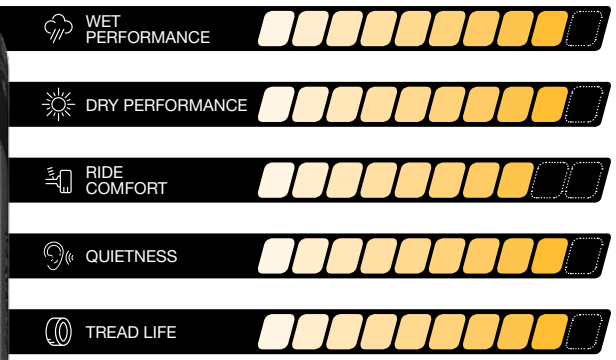 WET
PERFORMANCE
DRY PERFORMANCE
RIDE
COMFORT
QUIETNESS
TREAD LIFE